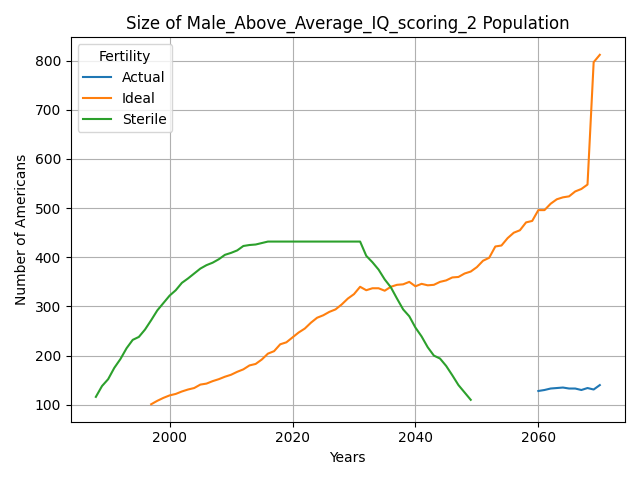 Size of Male_Above_Average_IQ_scoring_2 Population
Fertility
Actual
Ideal
Sterile
Number of Americans
800
700
600
500
400
300
200
100
2000
2020
2040
2060
Years